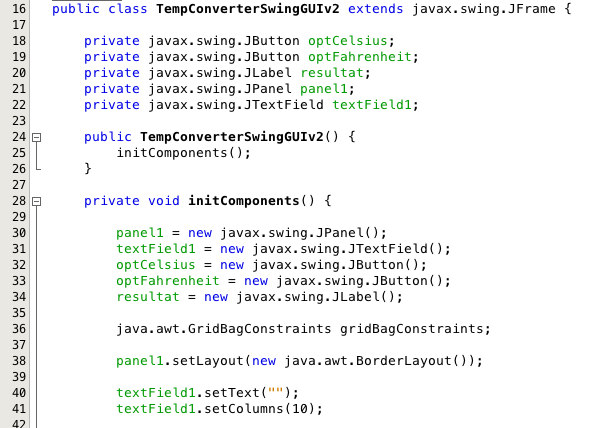 16 public class TempConverterSwingGUIv2 extends javax.swing.JFrame {
17
18 private javax.swing.JButton optCelsius;
19 private javax.swing.JButton optFahrenheit;
20 private javax.swing.JLabel resultat;
21 private javax.swing.JPanel panel1;
22 private javax.swing.JTextField textField1;
23
24 public TempConverterSwingGUIv2() {
25 initComponents();
26 }
27
28 private void initComponents() {
29
30 panel1 = new javax.swing.JPanel();
31 textField1 = new javax.swing.JTextField();
32 optCelsius = new javax.swing.JButton();
33 optFahrenheit = new javax.swing.JButton();
34 resultat = new javax.swing.JLabel();
35
36 java.awt.GridBagConstraints gridBagConstraints;
37
38 panel1.setLayout(new java.awt.BorderLayout());
39
40 textField1.setText("");
41 textField1.setColumns(10);
42